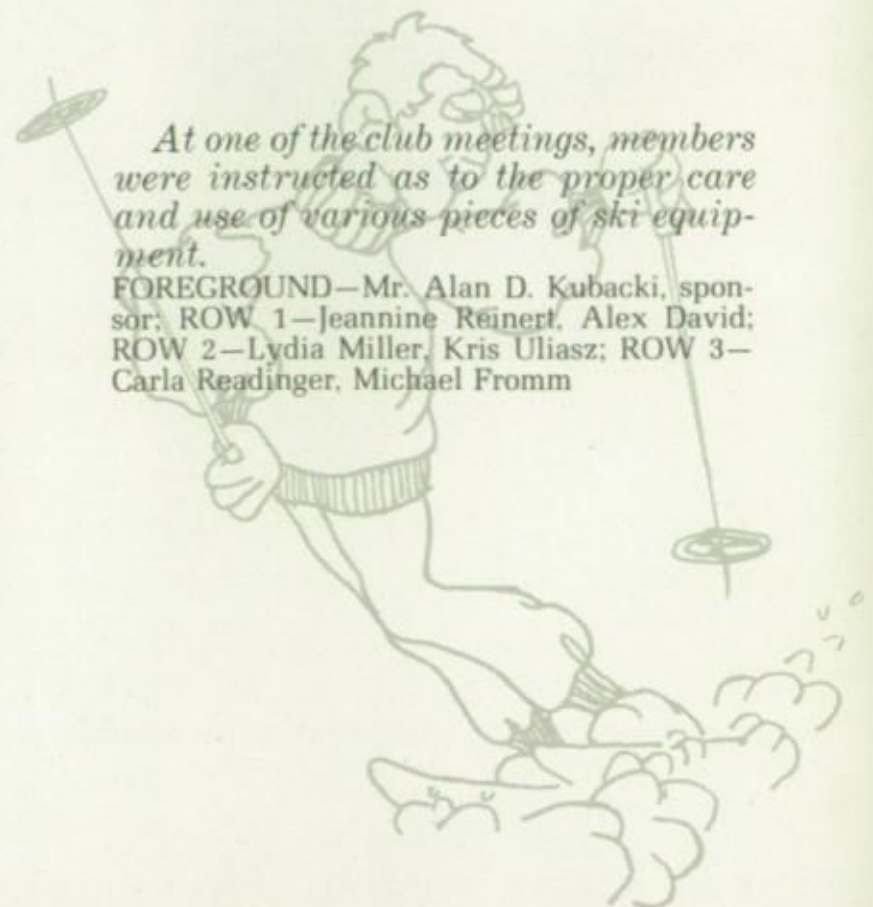 At one of the club meetings, members
were instructed as to the proper care
and use of various pieces of ski equip-
ment.
FOREGROUND—Mr. Alan D. Kubacki, spon-
sor; ROW 1—Jeannine Reinert, Alex David;
ROW 2—Lydia Miller, Kris Uliasz; ROW 3—
Carla Readinger, Michael Fromm